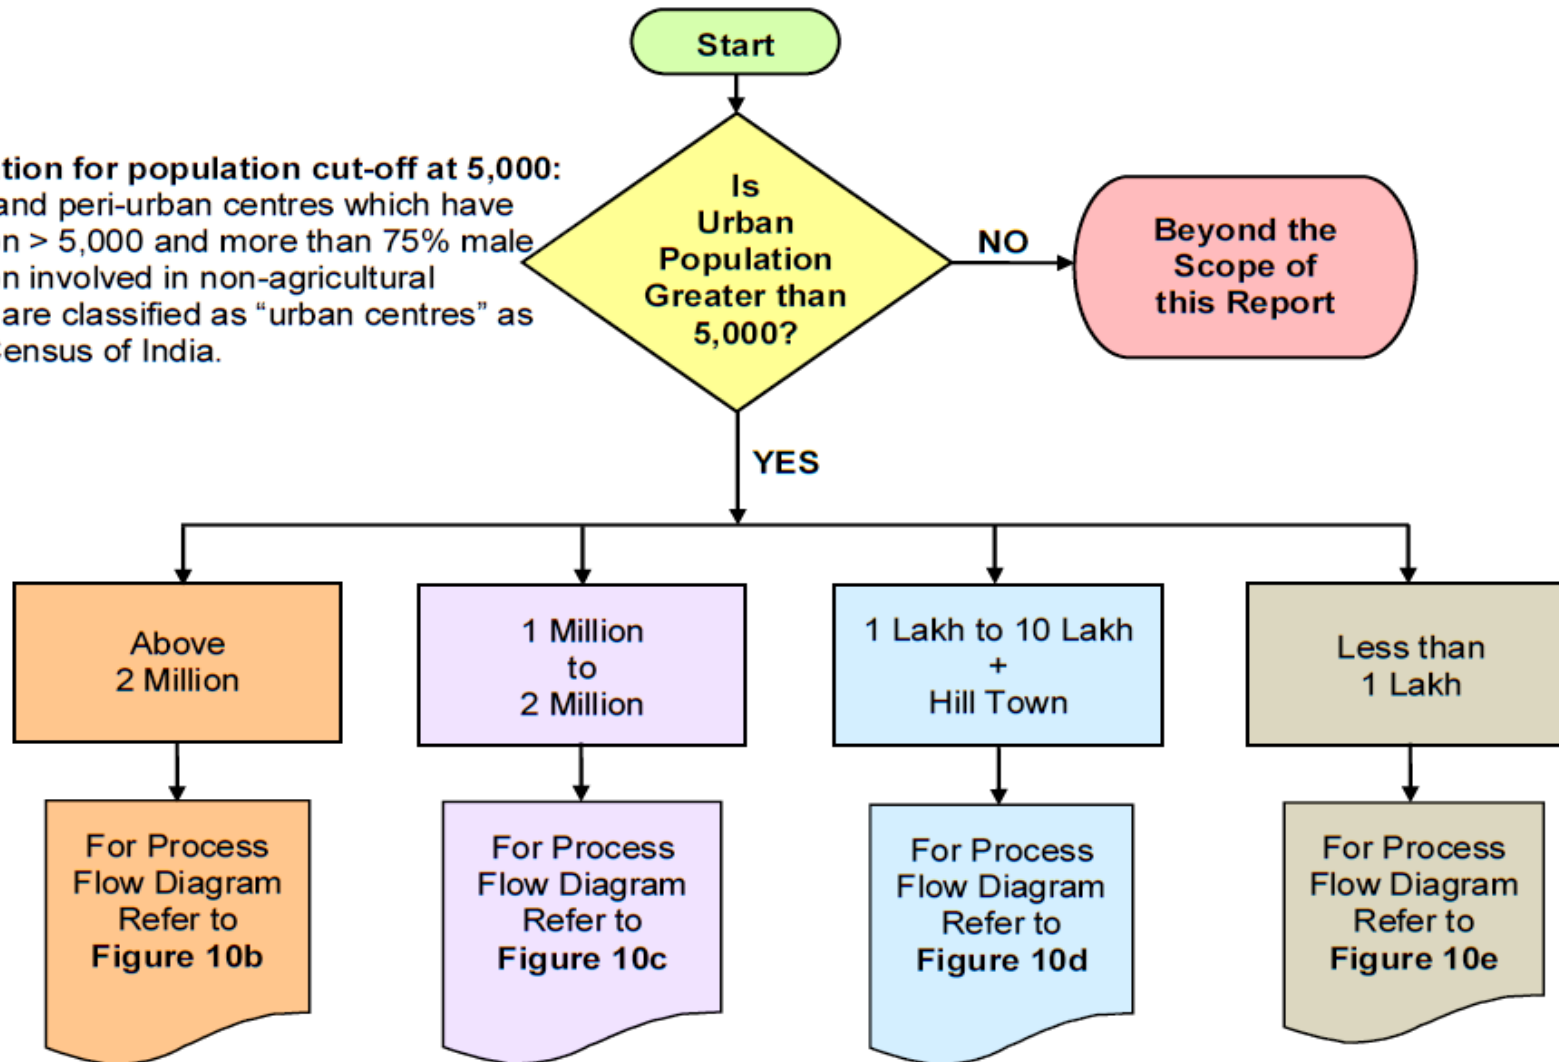 Start
tion for population cut-off at 5,000:
and peri-urban centres which have
n > 5,000 and more than 75% male
on involved in non-agricultural
are classified as “urban centres” as
Census of India.
Is
Urban
Population
Greater than
5,000?
NO
Beyond the
Scope of
this Report
YES
Above
2 Million
1 Million
to
2 Million
1 Lakh to 10 Lakh
+
Hill Town
Less than
1 Lakh
For Process
Flow Diagram
Refer to
Figure 10b
For Process
Flow Diagram
Refer to
Figure 10c
For Process
Flow Diagram
Refer to
Figure 10d
For Process
Flow Diagram
Refer to
Figure 10e